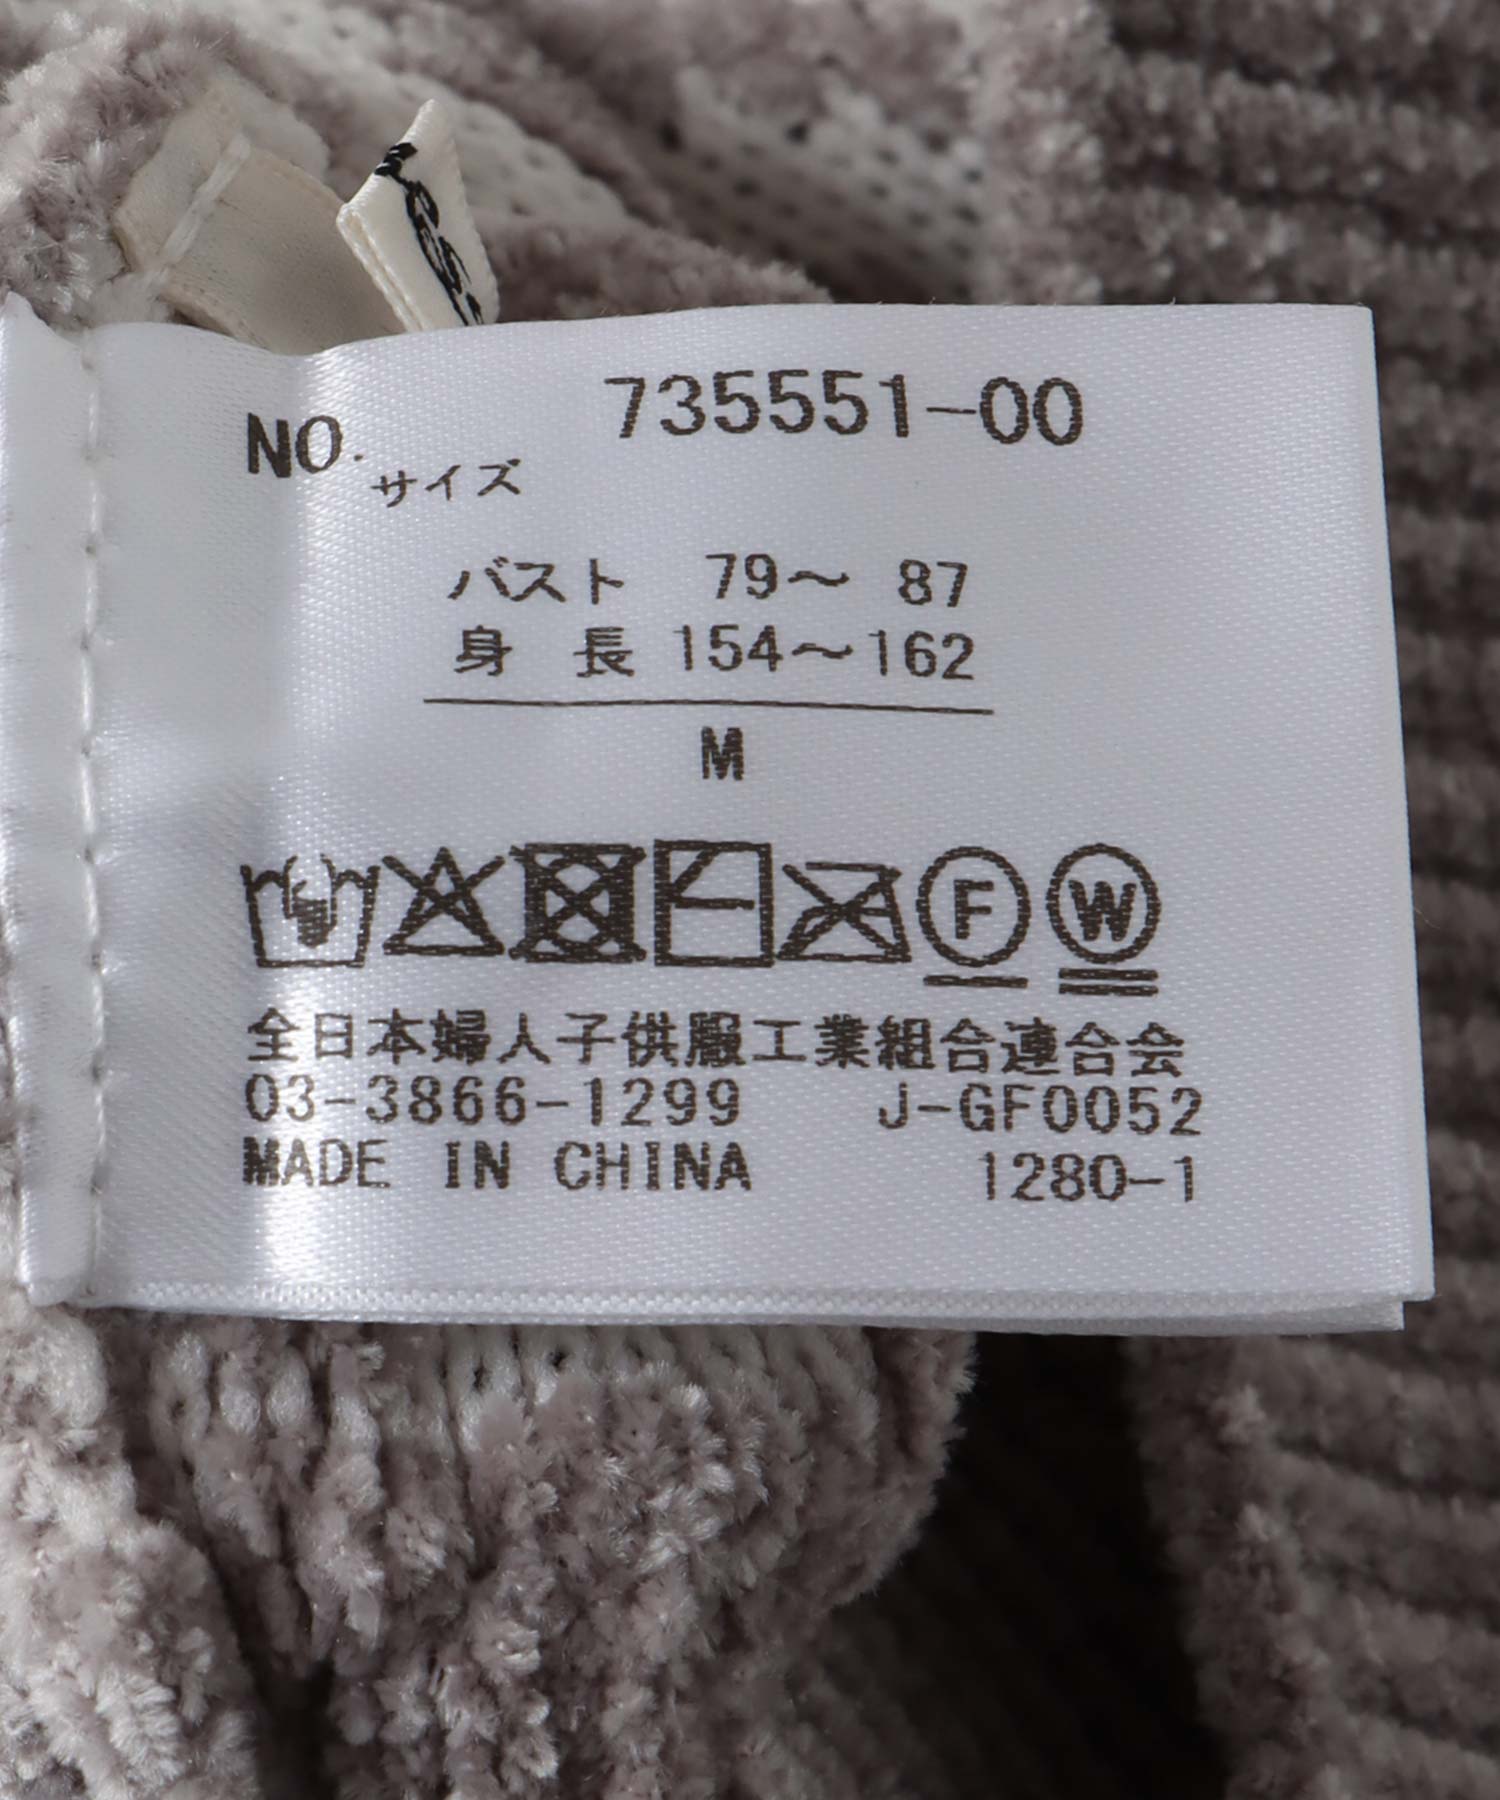 NO. 735551-00
サイズ
バスト 79～ 87
身 長 154～162
M
F W
全日本婦人子供服工業組合連合会
03-3866-1299 J-GF0052
MADE IN CHINA 1280-1